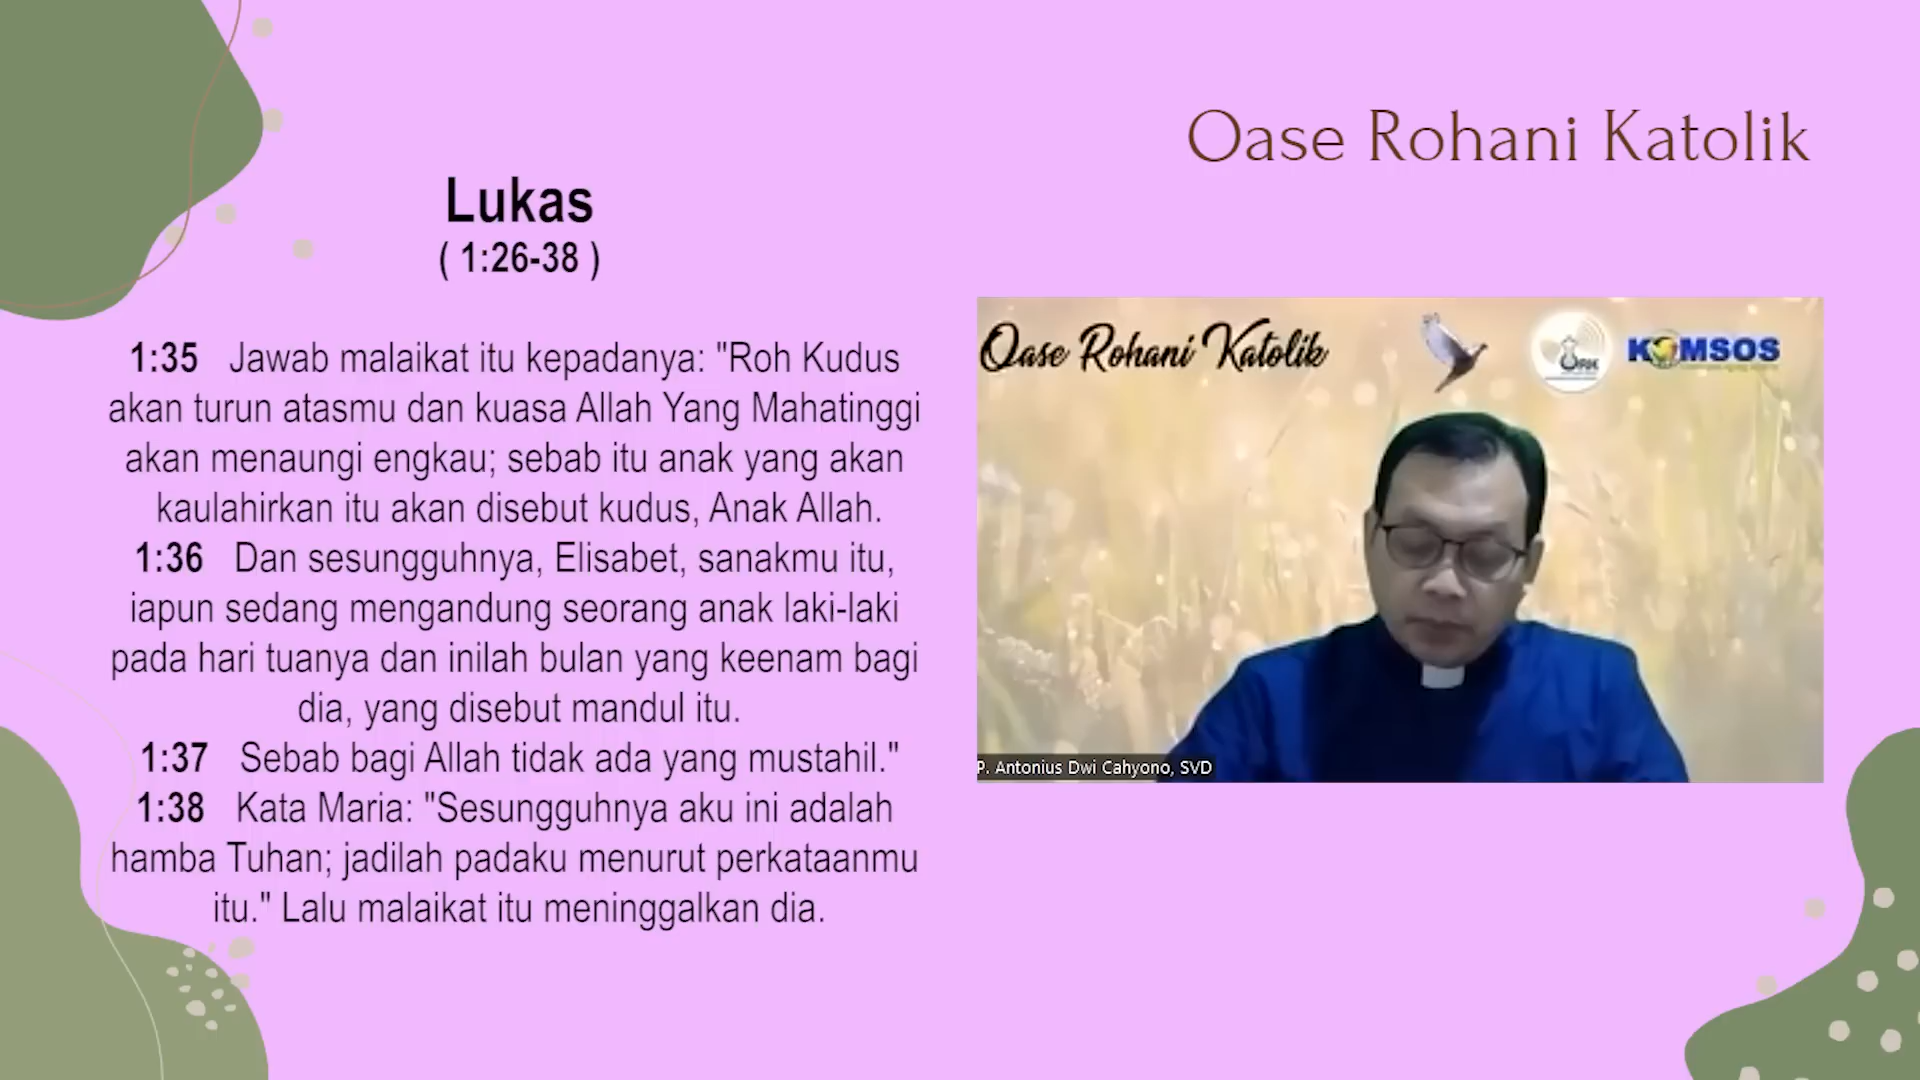 Oase Rohani Katolik
Lukas
( 1:26-38 )
1:35 Jawab malaikat itu kepadanya: "Roh Kudus
akan turun atasmu dan kuasa Allah Yang Mahatinggi
akan menaungi engkau; sebab itu anak yang akan
kaulahirkan itu akan disebut kudus, Anak Allah.
1:36 Dan sesungguhnya, Elisabet, sanakmu itu,
iapun sedang mengandung seorang anak laki-laki
pada hari tuanya dan inilah bulan yang keenam bagi
dia, yang disebut mandul itu.
1:37 Sebab bagi Allah tidak ada yang mustahil."
1:38 Kata Maria: "Sesungguhnya aku ini adalah
hamba Tuhan; jadilah padaku menurut perkataanmu
itu." Lalu malaikat itu meninggalkan dia.
Oase Rohani Katolik
KOMSOS
P. Antonius Dwi Cahyono, SVD